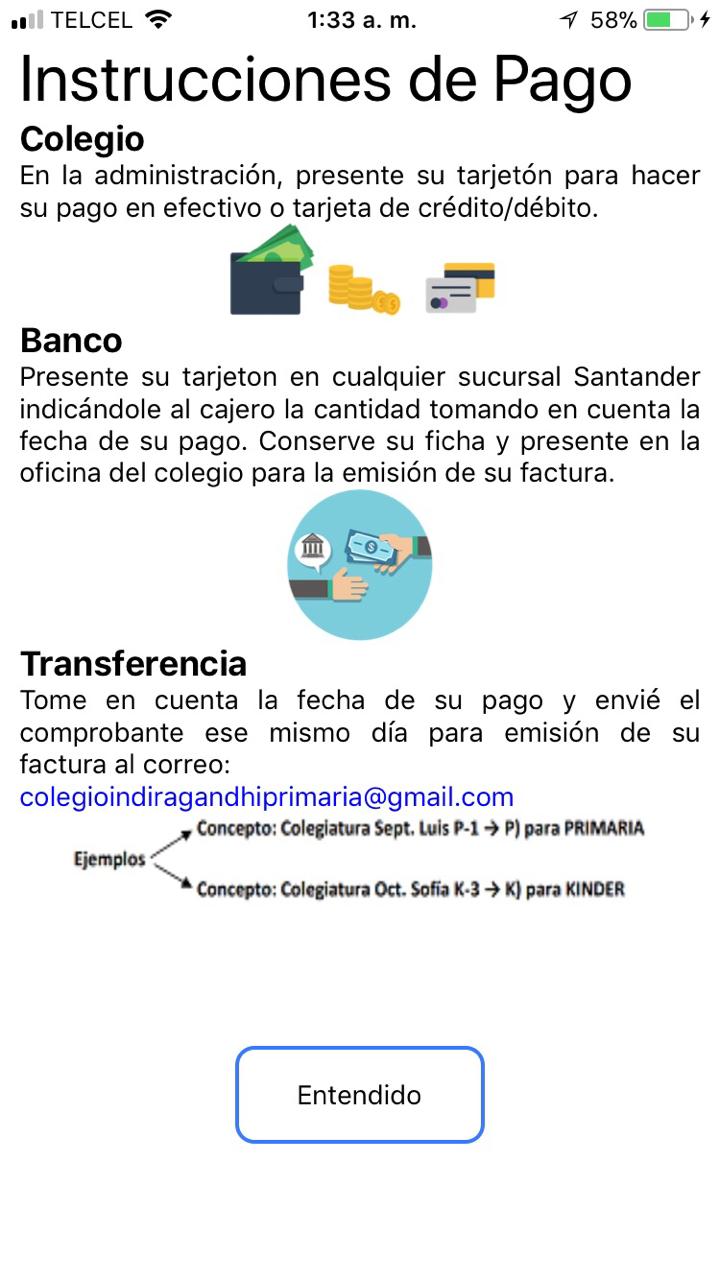 TELCEL 1:33 a. m. 58%
Instrucciones de Pago
Colegio
En la administración, presente su tarjetón para hacer
su pago en efectivo o tarjeta de crédito/débito.
Banco
Presente su tarjeton en cualquier sucursal Santander
indicándole al cajero la cantidad tomando en cuenta la
fecha de su pago. Conserve su ficha y presente en la
oficina del colegio para la emisión de su factura.
Transferencia
Tome en cuenta la fecha de su pago y envié el
comprobante ese mismo día para emisión de su
factura al correo:
colegioindiragandhiprimaria@gmail.com
Concepto: Colegiatura Sept. Luis P-1 → P) para PRIMARIA
Ejemplos
Concepto: Colegiatura Oct. Sofía K-3 → K) para KINDER
Entendido